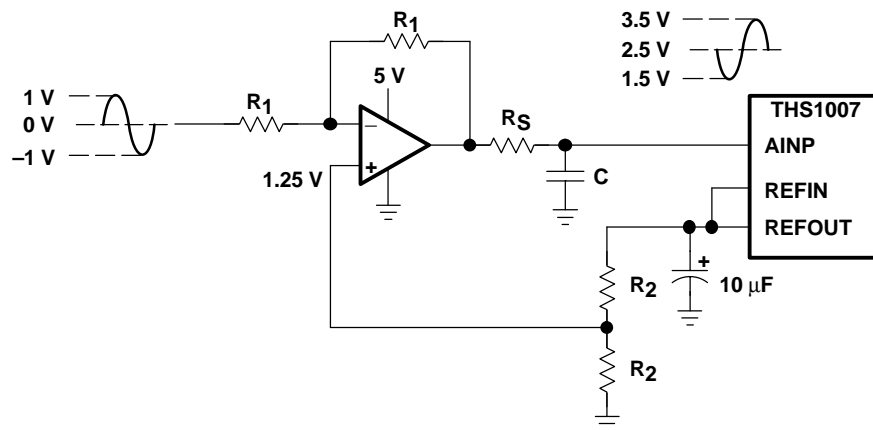 R1
3.5 V
2.5 V
1.5 V
5 V
1 V
0 V
–1 V
R1
RS
THS1007
AINP
REFIN
REFOUT
1.25 V
C
R2
10 μF
R2
–
+
+